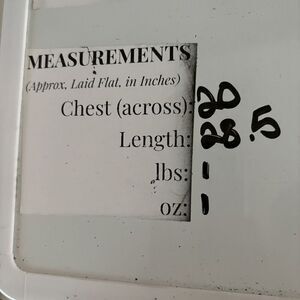 MEASUREMENTS
(Approx, Laid Flat, in Inches)
Chest (across): 20
Length: 28.5
lbs: 1
oz: 1